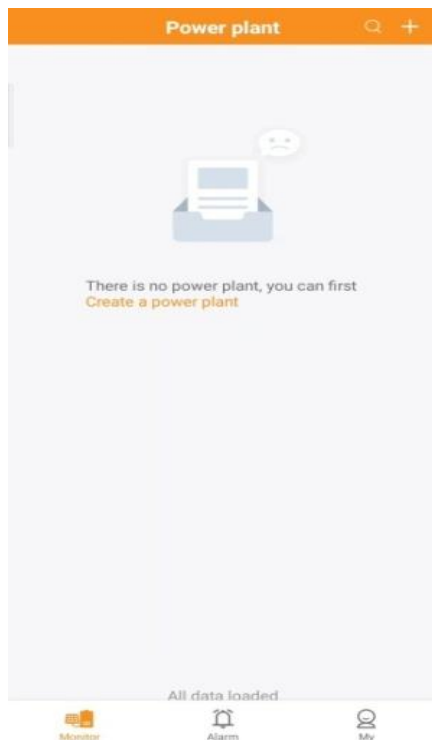 Power plant
There is no power plant, you can first
Create a power plant
All data loaded
Monitor
Alarm
My